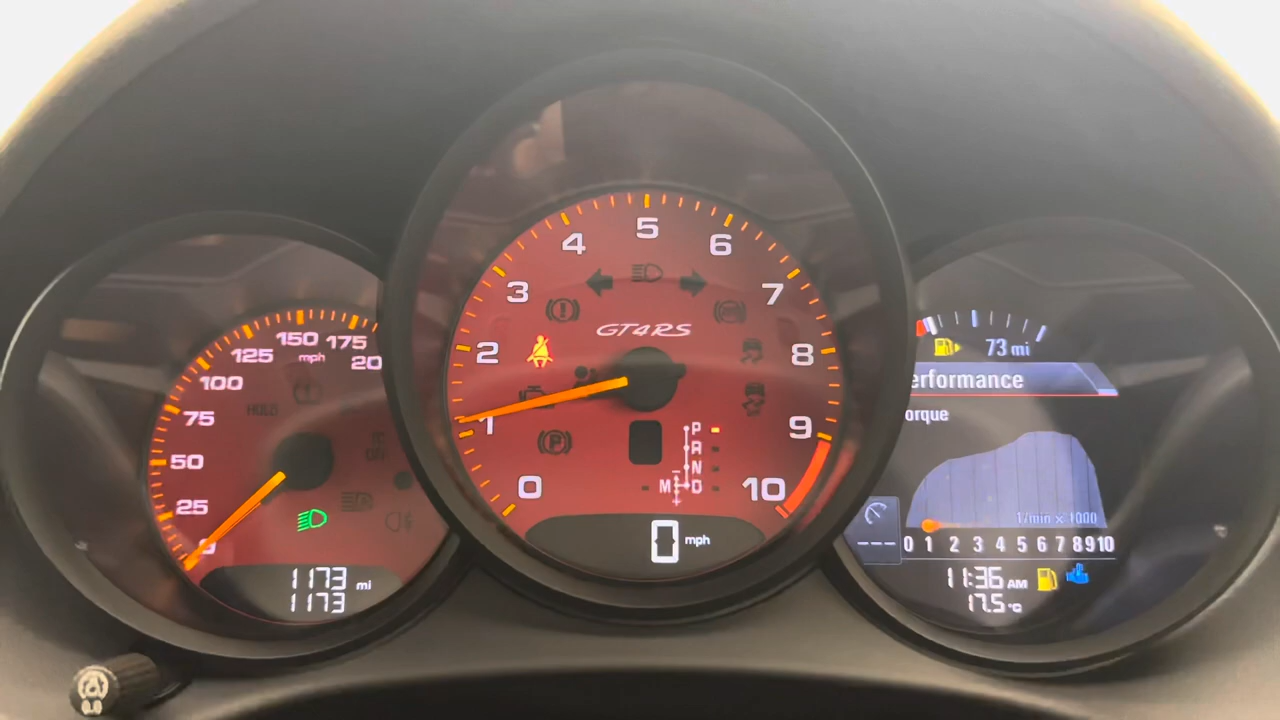 150
125
175
mph
100
20
75
HOLD
50
25
0
1173 mi
1173
5
4
6
3
7
GT4RS
2
8
1
9
P
R
N
M D
0
10
0 mph
73 mi
erformance
orque
1/min x 1000
0 1 2 3 4 5 6 7 8 9 10
---
11:36 AM
17.5 °C